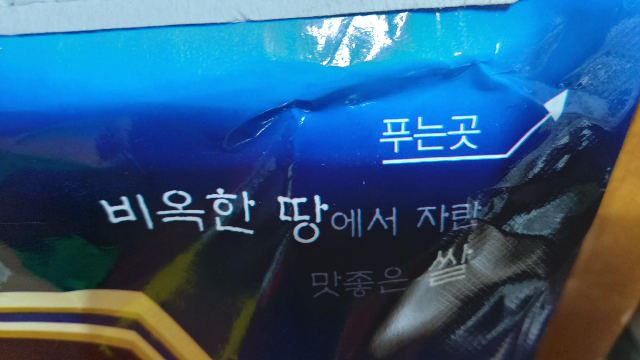 푸는곳
비옥한 땅에서 자란
맛좋은 쌀